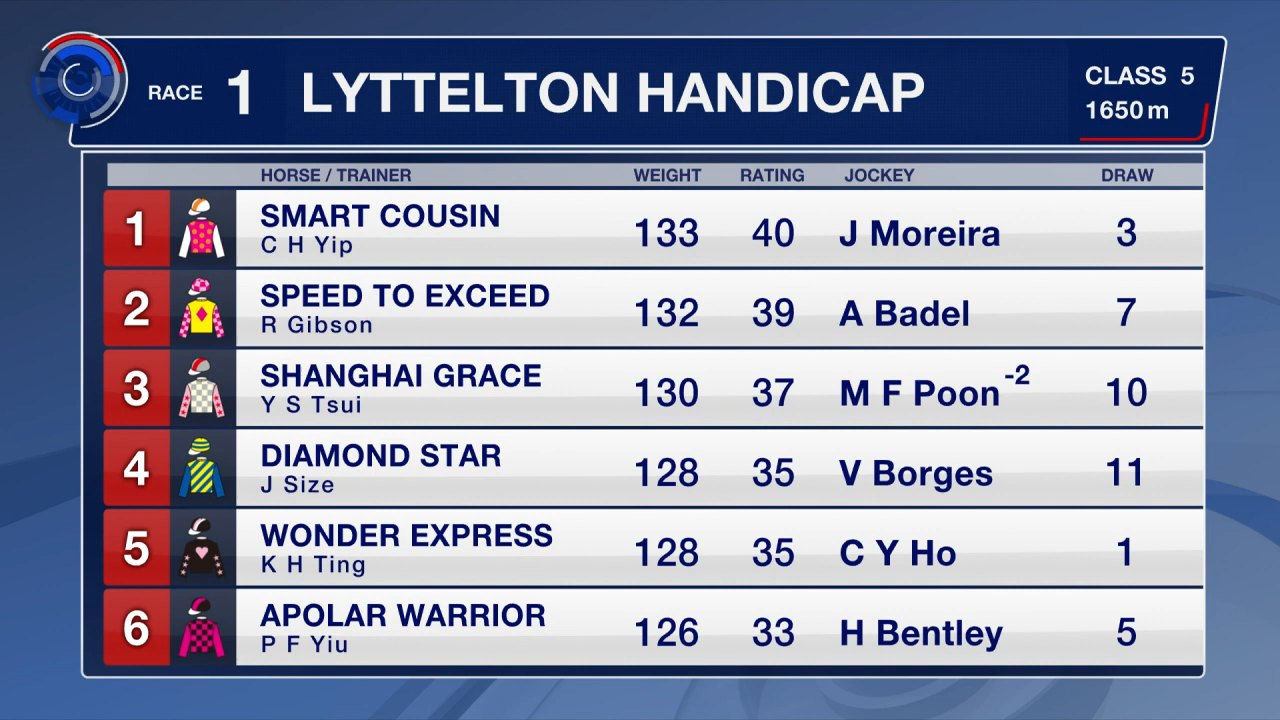 RACE 1 LYTTELTON HANDICAP
CLASS 5
1650m
HORSE / TRAINER WEIGHT RATING JOCKEY DRAW
1 SMART COUSIN 133 40 J Moreira 3
C H Yip
2 SPEED TO EXCEED 132 39 A Badel 7
R Gibson
3 SHANGHAI GRACE 130 37 M F Poon -2 10
Y S Tsui
4 DIAMOND STAR 128 35 V Borges 11
J Size
5 WONDER EXPRESS 128 35 C Y Ho 1
K H Ting
6 APOLAR WARRIOR 126 33 H Bentley 5
P F Yiu